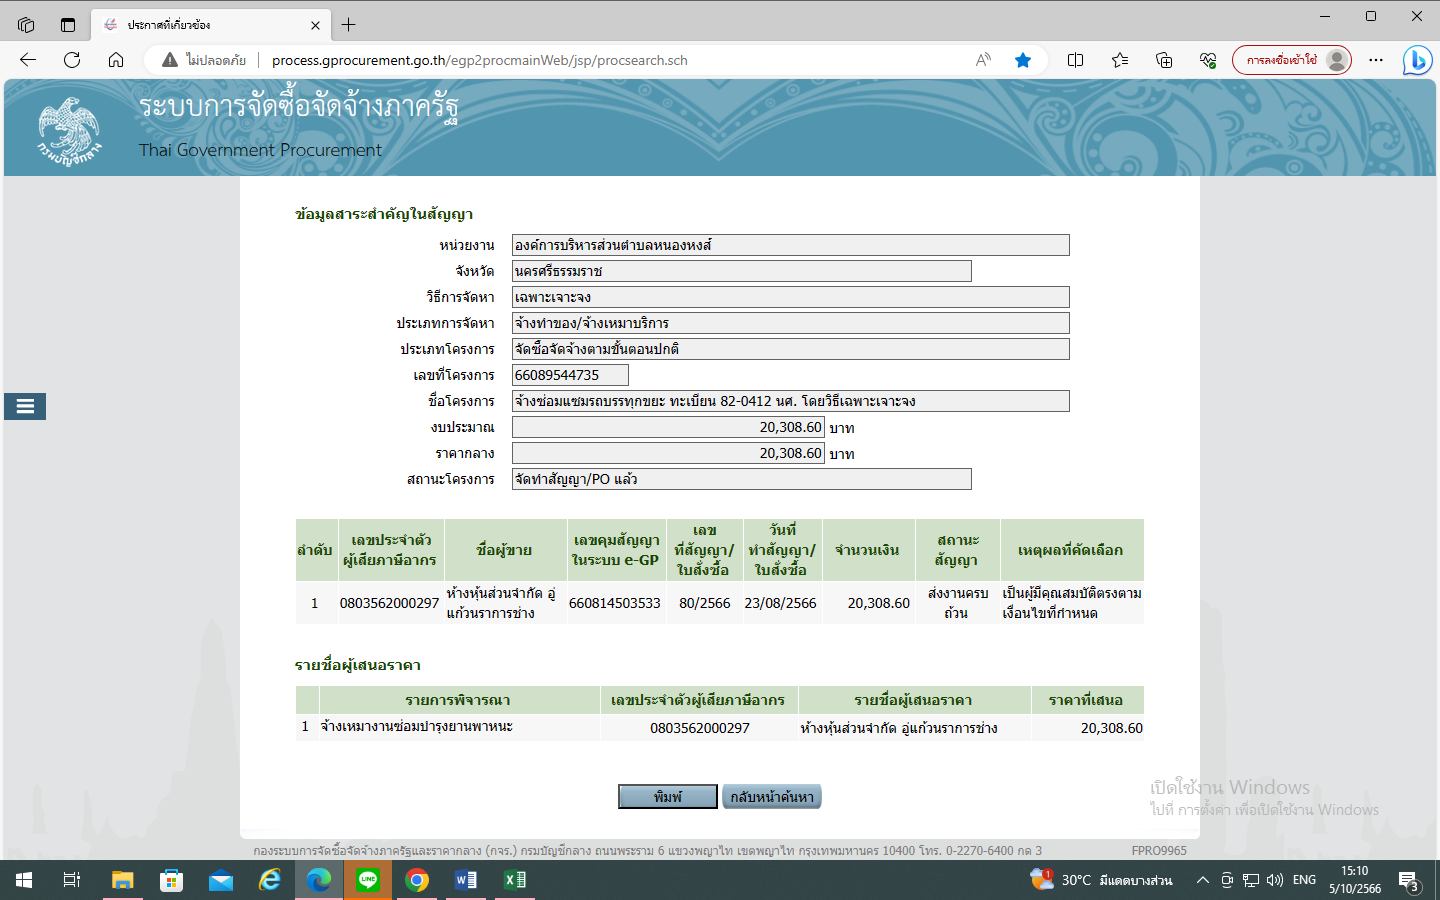 ประกาศที่เกี่ยวข้อง
ไม่ปลอดภัย process.gprocurement.go.th/egp2procmainWeb/jsp/procsearch.sch การลงชื่อเข้าใช้
ระบบการจัดซื้อจัดจ้างภาครัฐ
Thai Government Procurement
กรมบัญชีกลาง
ข้อมูลสาระสำคัญในสัญญา
หน่วยงาน องค์การบริหารส่วนตำบลหนองหงส์
จังหวัด นครศรีธรรมราช
วิธีการจัดหา เฉพาะเจาะจง
ประเภทการจัดหา จ้างทำของ/จ้างเหมาบริการ
ประเภทโครงการ จัดซื้อจัดจ้างตามขั้นตอนปกติ
เลขที่โครงการ 66089544735
ชื่อโครงการ จ้างซ่อมแซมรถบรรทุกขยะ ทะเบียน 82-0412 นศ. โดยวิธีเฉพาะเจาะจง
งบประมาณ 20,308.60 บาท
ราคากลาง 20,308.60 บาท
สถานะโครงการ จัดทำสัญญา/PO แล้ว
ลำดับ เลขประจำตัวผู้เสียภาษีอากร ชื่อผู้ขาย เลขคุมสัญญาในระบบ e-GP เลขที่สัญญา/ใบสั่งซื้อ วันที่ทำสัญญา/ใบสั่งซื้อ จำนวนเงิน สถานะสัญญา เหตุผลที่คัดเลือก
1 0803562000297 ห้างหุ้นส่วนจำกัด อู่แก้วนราการช่าง 660814503533 80/2566 23/08/2566 20,308.60 ส่งงานครบถ้วน เป็นผู้มีคุณสมบัติตรงตามเงื่อนไขที่กำหนด
รายชื่อผู้เสนอราคา
รายการพิจารณา เลขประจำตัวผู้เสียภาษีอากร รายชื่อผู้เสนอราคา ราคาที่เสนอ
1 จ้างเหมางานซ่อมบำรุงยานพาหนะ 0803562000297 ห้างหุ้นส่วนจำกัด อู่แก้วนราการช่าง 20,308.60
พิมพ์ กลับหน้าค้นหา
เปิดใช้งาน Windows
ไปที่ การตั้งค่า เพื่อเปิดใช้งาน Windows
กองระบบการจัดซื้อจัดจ้างภาครัฐและราคากลาง (กจร.) กรมบัญชีกลาง ถนนพระราม 6 แขวงพญาไท เขตพญาไท กรุงเทพมหานคร 10400 โทร. 0-2270-6400 กด 3 FPRO9965
1 30°C มีแดดบางส่วน ENG 15:10
5/10/2566 3